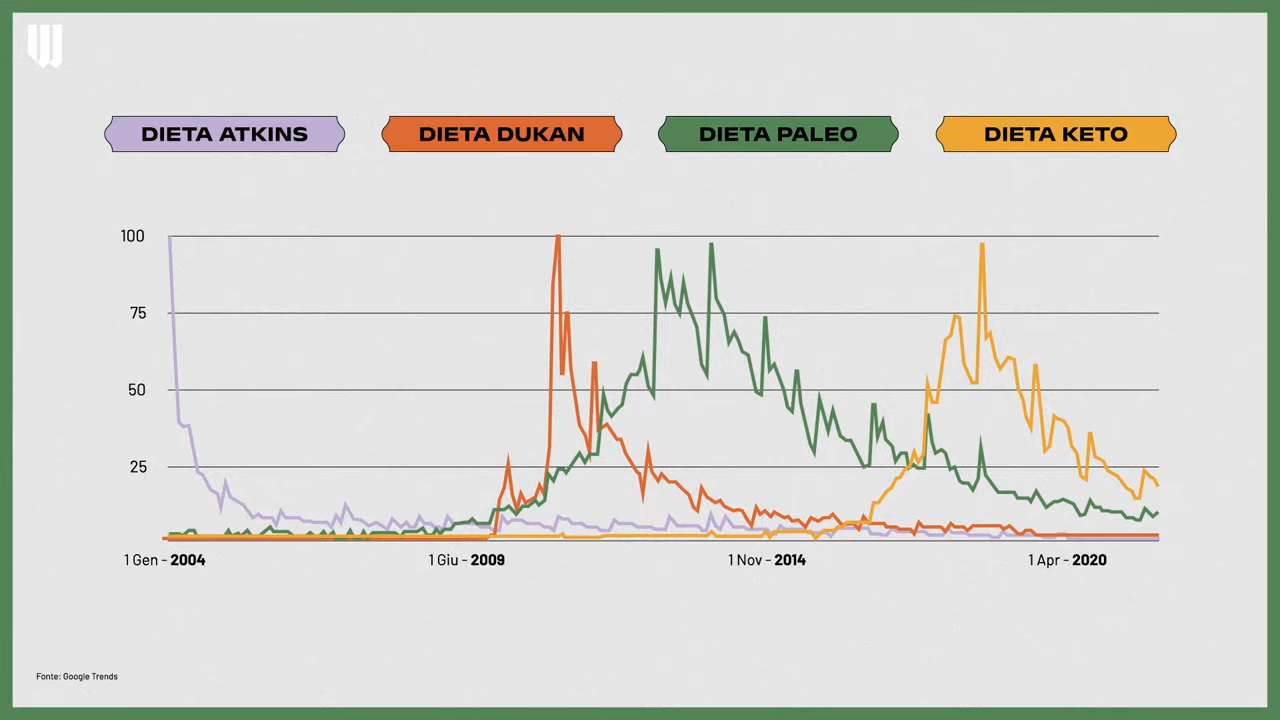 DIETA ATKINS
DIETA DUKAN
DIETA PALEO
DIETA KETO
100
75
50
25
1 Gen - 2004
1 Giu - 2009
1 Nov - 2014
1 Apr - 2020
Fonte: Google Trends